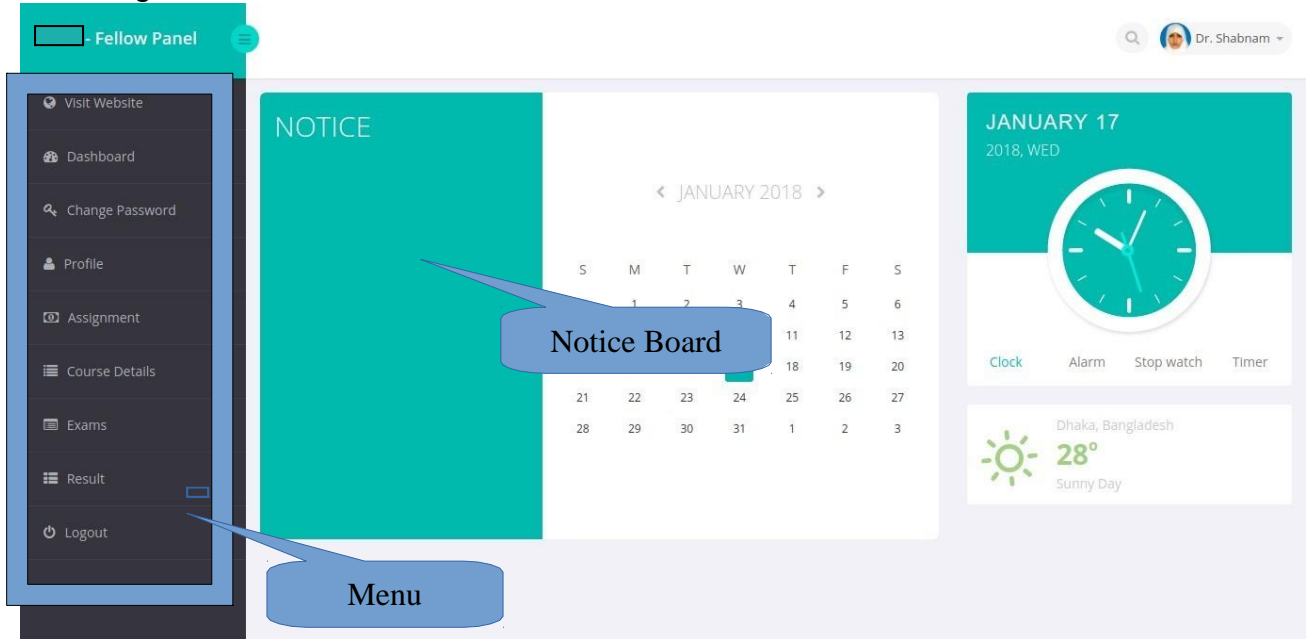 - Fellow Panel
Dr. Shabnam
Visit Website
Dashboard
Change Password
Profile
Assignment
Course Details
Exams
Result
Logout
Menu
NOTICE
Notice Board
JANUARY 2018
S M T W T F S
1 2 3 4 5 6
11 12 13
18 19 20
21 22 23 24 25 26 27
28 29 30 31 1 2 3
JANUARY 17
2018, WED
Clock Alarm Stop watch Timer
Dhaka, Bangladesh
28°
Sunny Day